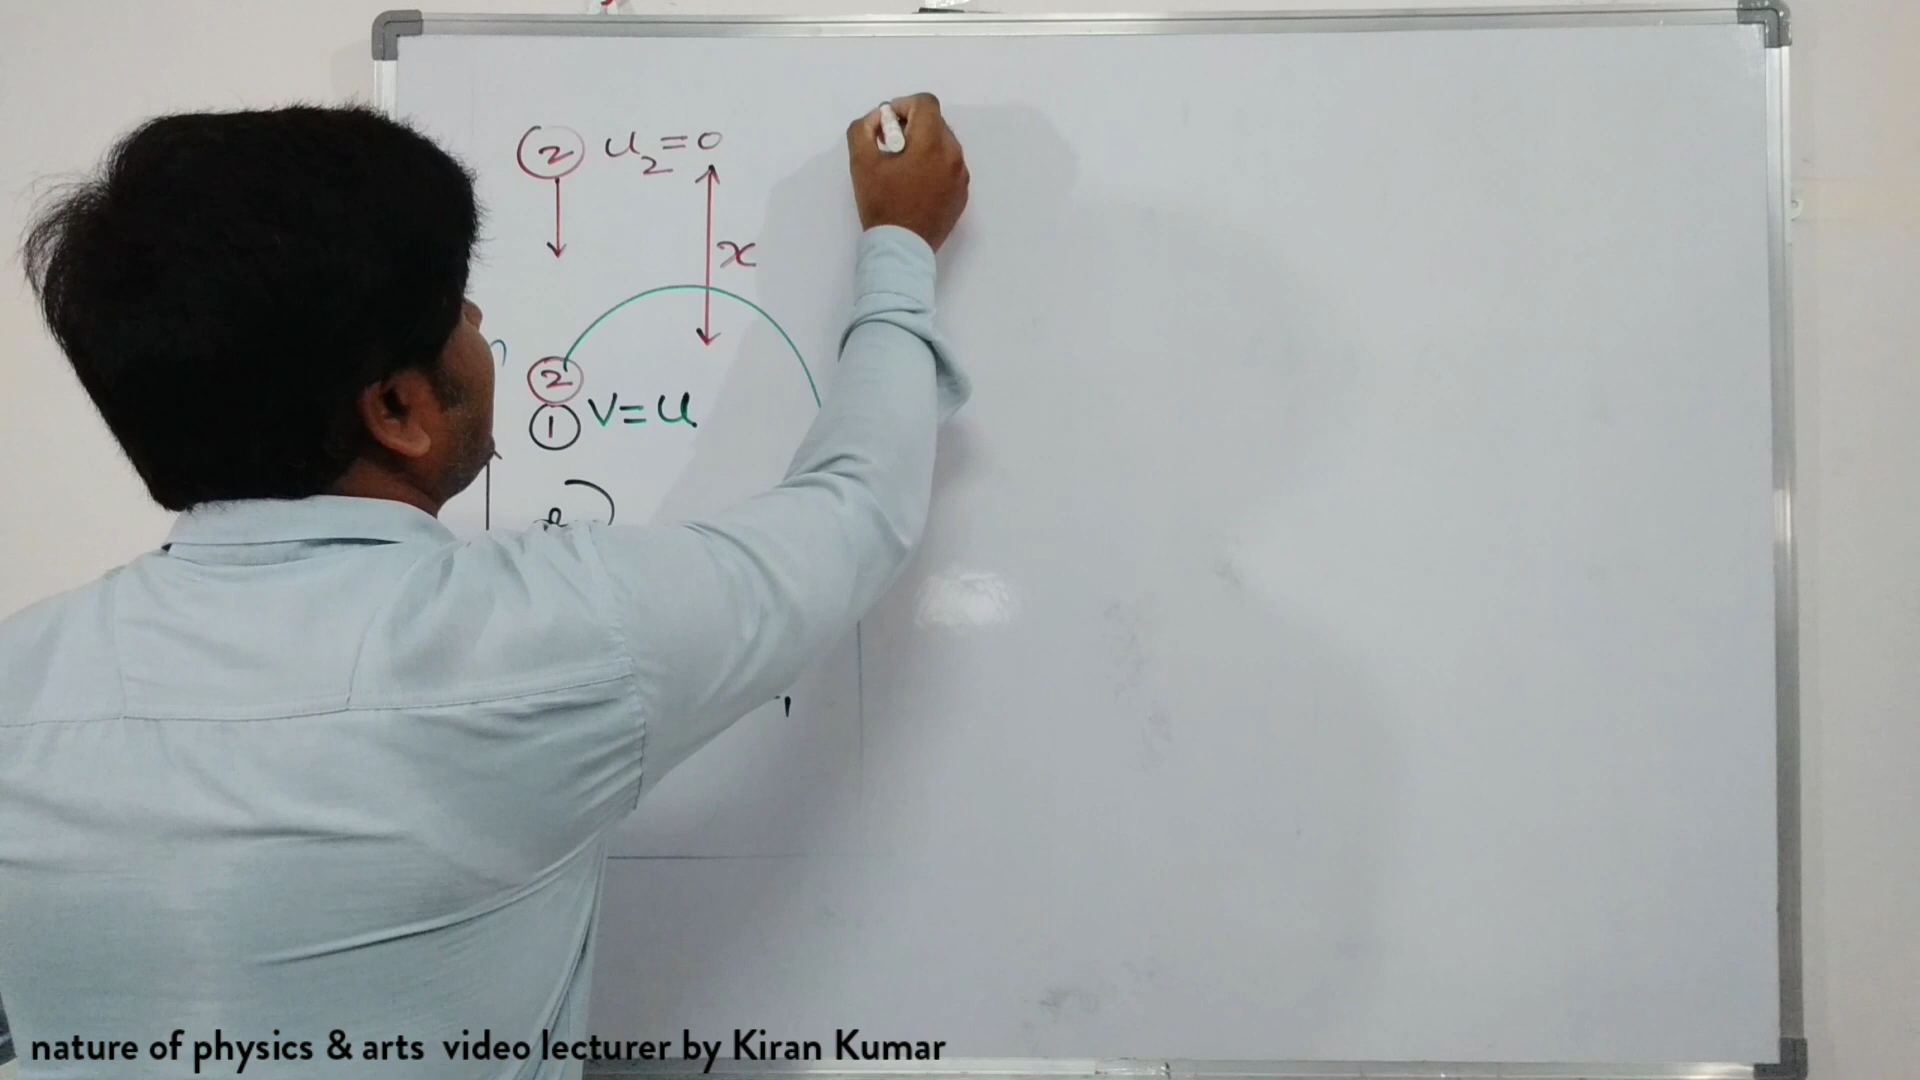 2 u₂=0
x
2
1 v=u
nature of physics & arts video lecturer by Kiran Kumar